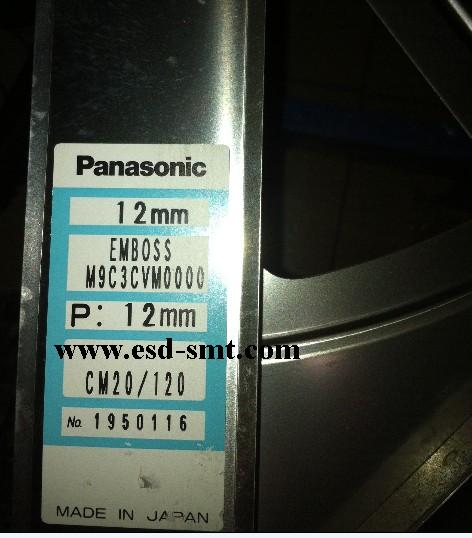 Panasonic
12mm
EMBOSS
M9C3CVM0000
P: 12mm
www.esd-smt.com
CM20/120
No. 1950116
MADE IN JAPAN